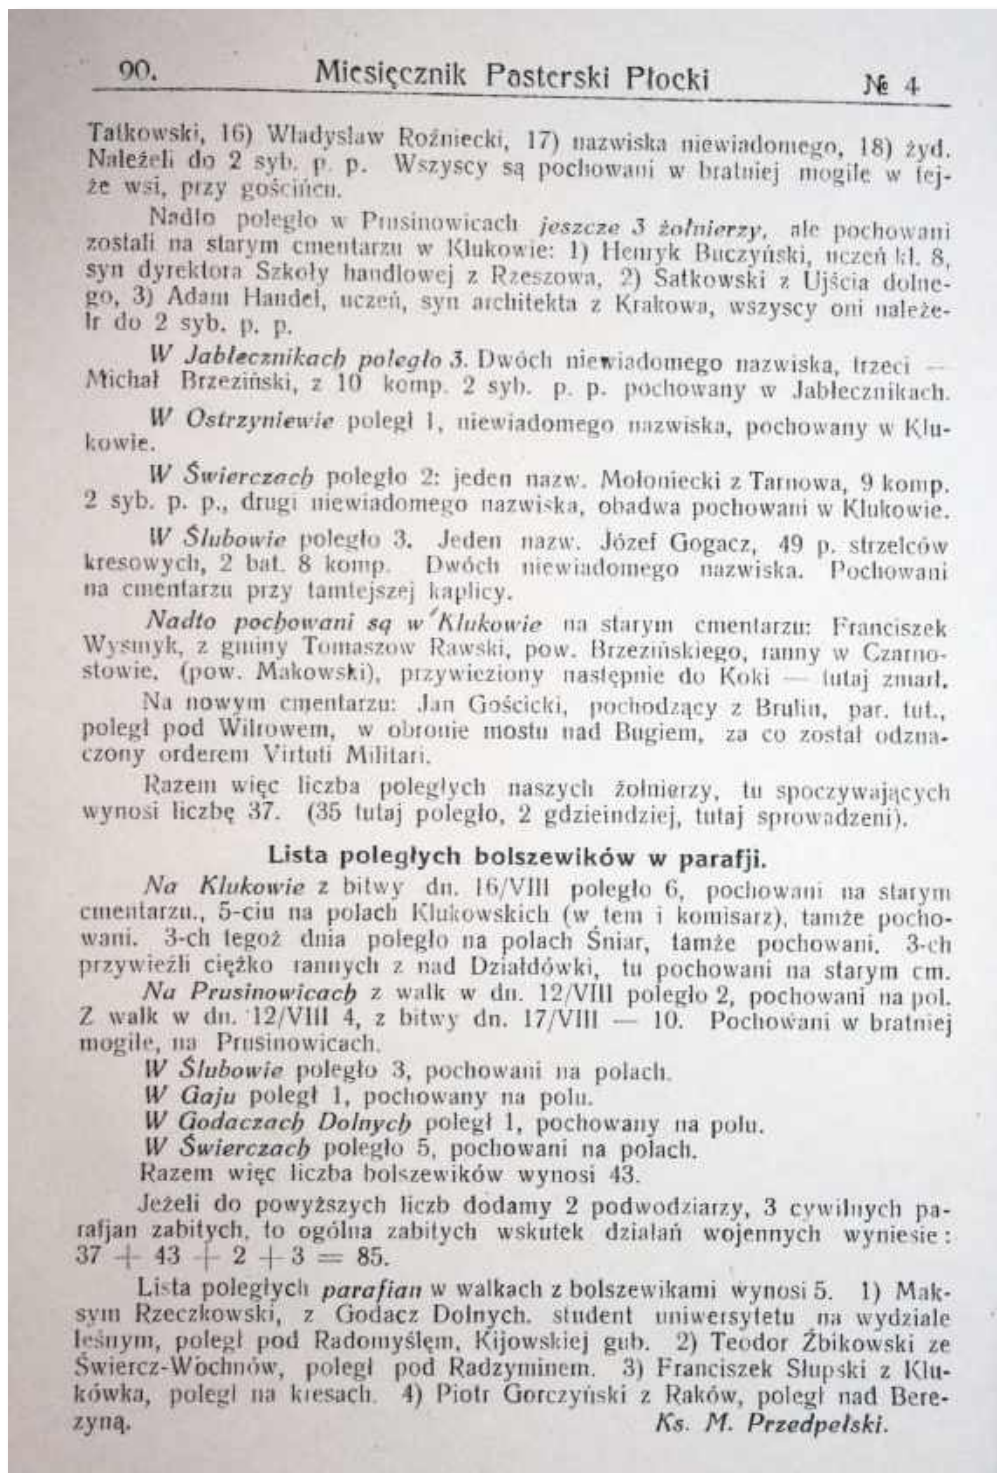 90. Miesięcznik Pasterski Płocki № 4
Tatkowski, 16) Władysław Roźniecki, 17) nazwiska niewiadomego, 18) żyd.
Należeli do 2 syb. p. p. Wszyscy są pochowani w bratniej mogile w tej-
że wsi, przy gościńcu.
Nadto poległo w Prusinowicach jeszcze 3 żołnierzy, ale pochowani
zostali na starym cmentarzu w Klukowie: 1) Henryk Buczyński, uczeń kl. 8,
syn dyrektora Szkoły handlowej z Rzeszowa, 2) Satkowski z Ujścia dolne-
go, 3) Adam Handel, uczeń, syn architekta z Krakowa, wszyscy oni należe-
lr do 2 syb. p. p.
W Jabłecznikach poległo 3. Dwóch niewiadomego nazwiska, trzeci —
Michał Brzeziński, z 10 komp. 2 syb. p. p. pochowany w Jabłecznikach.
W Ostrzyniewie poległ 1, niewiadomego nazwiska, pochowany w Klu-
kowie.
W Świerczach poległo 2: jeden nazw. Mołoniecki z Tarnowa, 9 komp.
2 syb. p. p., drugi niewiadomego nazwiska, obadwa pochowani w Klukowie.
W Ślubowie poległo 3. Jeden nazw. Józef Gogacz, 49 p. strzelców
kresowych, 2 bat. 8 komp. Dwóch niewiadomego nazwiska. Pochowani
na cmentarzu przy tamtejszej kaplicy.
Nadto pochowani są w Klukowie na starym cmentarzu: Franciszek
Wysmyk, z gminy Tomaszow Rawski, pow. Brzezińskiego, ranny w Czarno-
stowie, (pow. Makowski), przywieziony następnie do Koki — tutaj zmarł.
Na nowym cmentarzu: Jan Gościcki, pochodzący z Brulin, par. tut.,
poległ pod Wilrowem, w obronie mostu nad Bugiem, za co został odzna-
czony orderem Virtuti Militari.
Razem więc liczba poległych naszych żołnierzy, tu spoczywających
wynosi liczbę 37. (35 tutaj poległo, 2 gdzieindziej, tutaj sprowadzeni).
Lista poległych bolszewików w parafji.
Na Klukowie z bitwy dn. 16/VIII poległo 6, pochowani na starym
cmentarzu., 5-ciu na polach Klukowskich (w tem i komisarz), tamże pocho-
wani. 3-ch tegoż dnia poległo na polach Śniar, tamże pochowani. 3-ch
przywieźli ciężko rannych z nad Działdówki, tu pochowani na starym cm.
Na Prusinowicach z walk w dn. 12/VIII poległo 2, pochowani na pol.
Z walk w dn. 12/VIII 4, z bitwy dn. 17/VIII — 10. Pochowani w bratniej
mogile, na Prusinowicach.
W Ślubowie poległo 3, pochowani na polach.
W Gaju poległ 1, pochowany na polu.
W Godaczach Dolnych poległ 1, pochowany na polu.
W Świerczach poległo 5, pochowani na polach.
Razem więc liczba bolszewików wynosi 43.
Jeżeli do powyższych liczb dodamy 2 podwodziarzy, 3 cywilnych pa-
rafjan zabitych, to ogólna zabitych wskutek działań wojennych wyniesie:
37 + 43 + 2 + 3 = 85.
Lista poległych parafian w walkach z bolszewikami wynosi 5. 1) Mak-
sym Rzeczkowski, z Godacz Dolnych. student uniwersytetu na wydziale
leśnym, poległ pod Radomyślem, Kijowskiej gub. 2) Teodor Żbikowski ze
Świercz-Wochnów, poległ pod Radzyminem. 3) Franciszek Słupski z Klu-
kówka, poległ na kresach. 4) Piotr Gorczyński z Raków, poległ nad Bere-
zyną. Ks. M. Przedpełski.